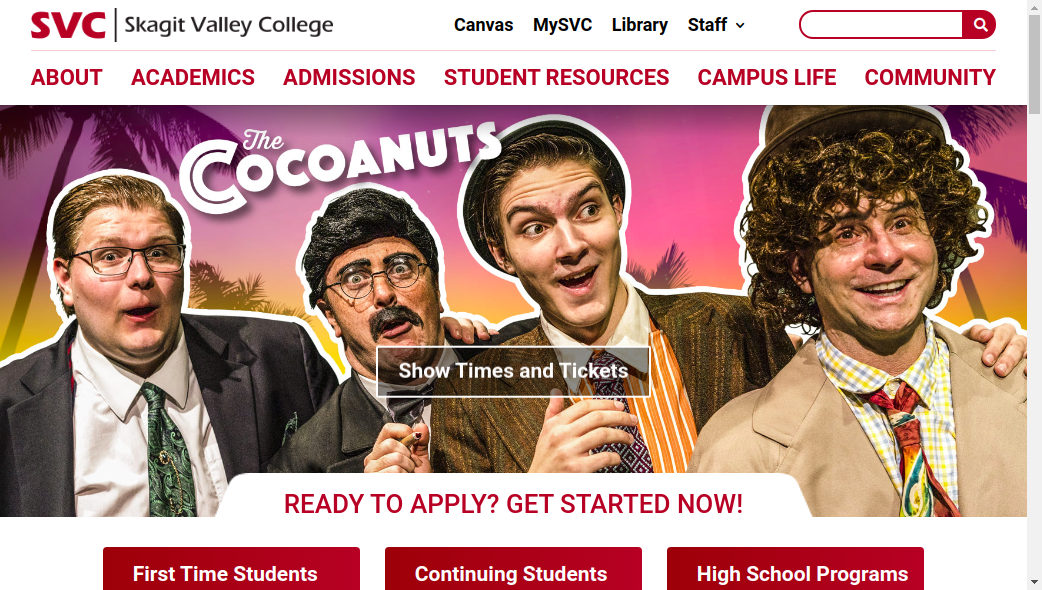 SVC | Skagit Valley College
Canvas MySVC Library Staff
ABOUT ACADEMICS ADMISSIONS STUDENT RESOURCES CAMPUS LIFE COMMUNITY
The
COCOANUTS
Show Times and Tickets
READY TO APPLY? GET STARTED NOW!
First Time Students Continuing Students High School Programs